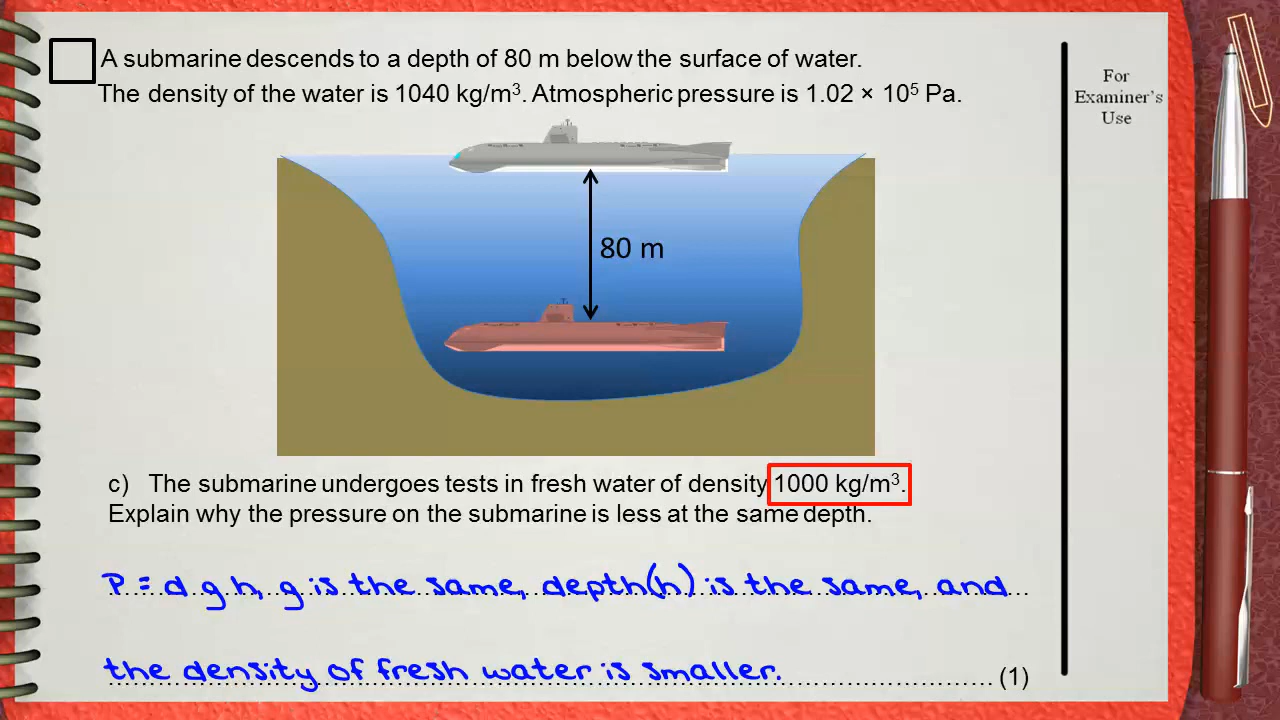 A submarine descends to a depth of 80 m below the surface of water.
The density of the water is 1040 kg/m³. Atmospheric pressure is 1.02 × 10⁵ Pa.
For
Examiner's
Use
80 m
c) The submarine undergoes tests in fresh water of density 1000 kg/m³.
Explain why the pressure on the submarine is less at the same depth.
P = d g h, g is the same, depth(h) is the same, and
the density of fresh water is smaller.
(1)